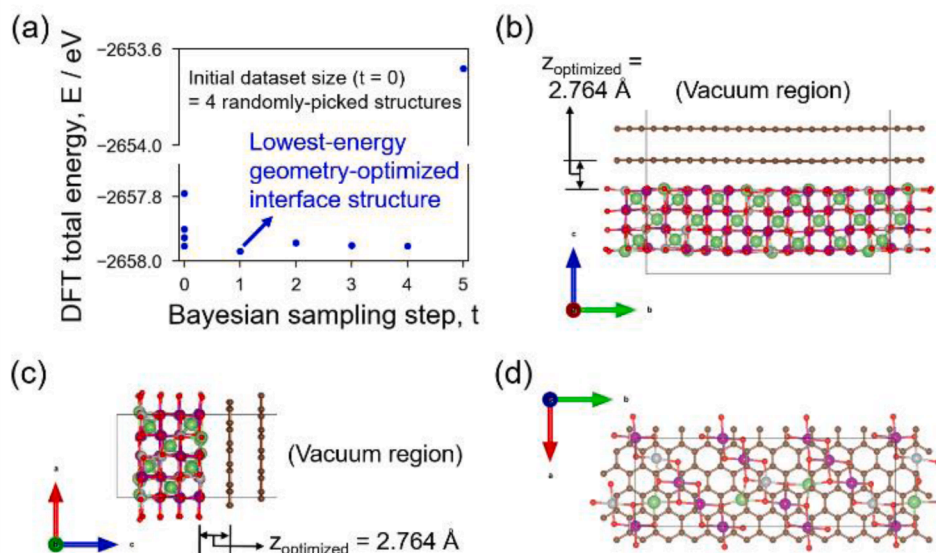 (a)
DFT total energy, E / eV
−2653.6
−2654.0
−2657.8
−2658.0
Initial dataset size (t = 0)
= 4 randomly-picked structures
Lowest-energy
geometry-optimized
interface structure
0 1 2 3 4 5
Bayesian sampling step, t
(b)
z optimized =
2.764 Å
(Vacuum region)
c
b
(c)
(Vacuum region)
a
c
z optimized = 2.764 Å
(d)
b
a